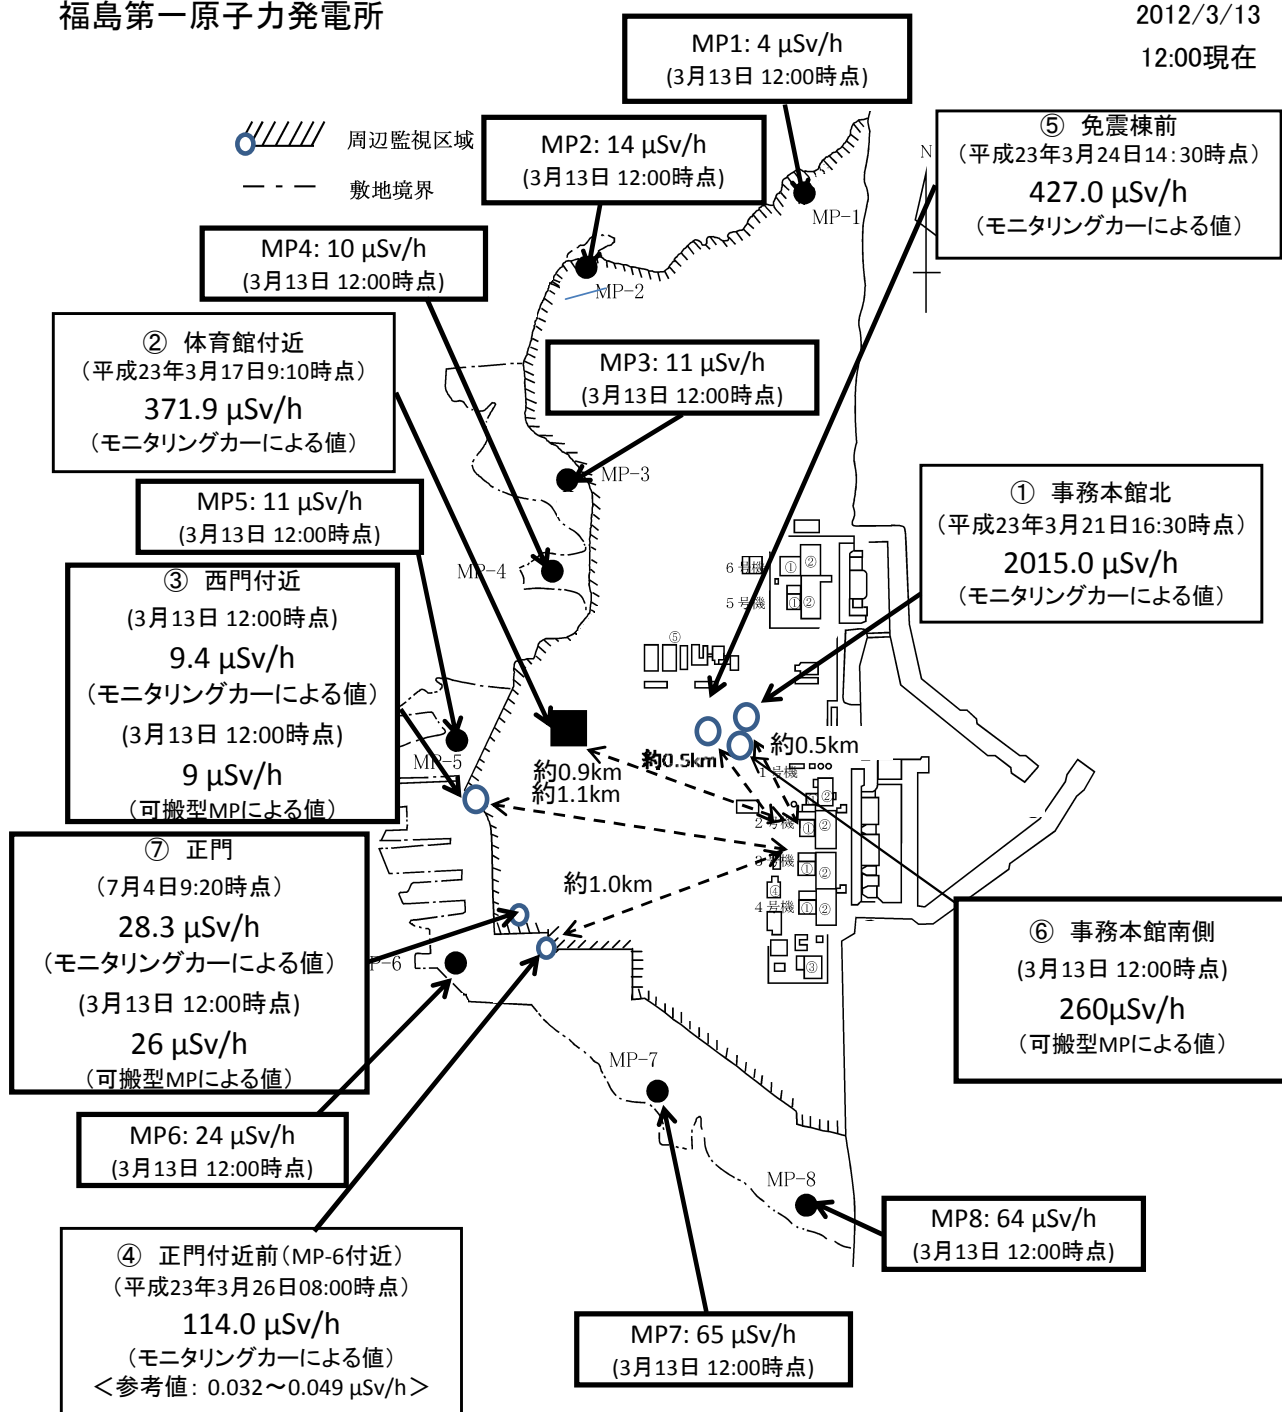 福島第一原子力発電所
2012/3/13
12:00現在
周辺監視区域
敷地境界
MP1: 4 μSv/h
(3月13日 12:00時点)
MP2: 14 μSv/h
(3月13日 12:00時点)
⑤ 免震棟前
（平成23年3月24日14:30時点）
427.0 μSv/h
（モニタリングカーによる値）
N
MP-1
MP4: 10 μSv/h
(3月13日 12:00時点)
MP-2
② 体育館付近
（平成23年3月17日9:10時点）
371.9 μSv/h
（モニタリングカーによる値）
MP3: 11 μSv/h
(3月13日 12:00時点)
MP-3
MP5: 11 μSv/h
(3月13日 12:00時点)
① 事務本館北
（平成23年3月21日16:30時点）
2015.0 μSv/h
（モニタリングカーによる値）
MP-4
6号機
①
②
5号機
①
②
③ 西門付近
(3月13日 12:00時点)
9.4 μSv/h
（モニタリングカーによる値）
(3月13日 12:00時点)
9 μSv/h
（可搬型MPによる値）
⑤
MP-5
約0.9km
約1.1km
約0.5km
約0.5km
1号機
②
2号機
①
②
3号機
①
②
④
4号機
①
②
③
約1.0km
⑦ 正門
(7月4日9:20時点)
28.3 μSv/h
（モニタリングカーによる値）
(3月13日 12:00時点)
26 μSv/h
（可搬型MPによる値）
P-6
⑥ 事務本館南側
(3月13日 12:00時点)
260μSv/h
（可搬型MPによる値）
MP-7
MP6: 24 μSv/h
(3月13日 12:00時点)
MP-8
MP8: 64 μSv/h
(3月13日 12:00時点)
④ 正門付近前（MP-6付近）
（平成23年3月26日08:00時点）
114.0 μSv/h
（モニタリングカーによる値）
＜参考値： 0.032～0.049 μSv/h＞
MP7: 65 μSv/h
(3月13日 12:00時点)